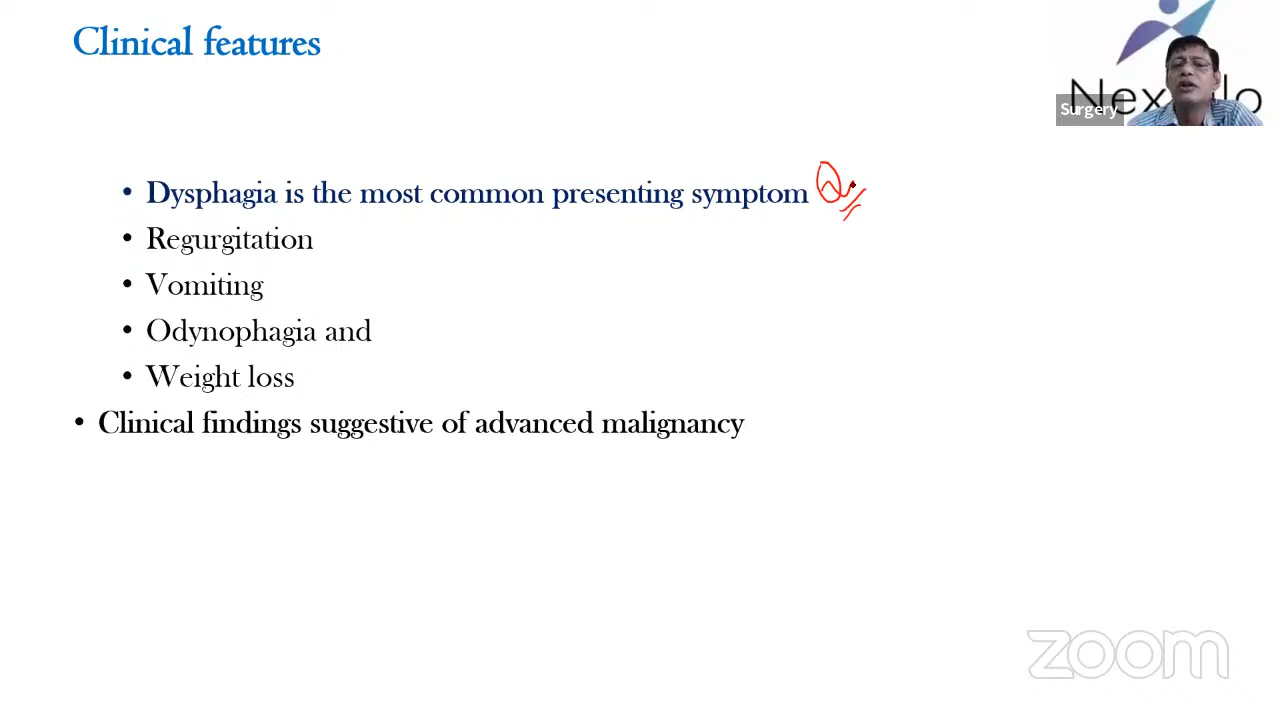 Clinical features
Surgery
• Dysphagia is the most common presenting symptom
• Regurgitation
• Vomiting
• Odynophagia and
• Weight loss
• Clinical findings suggestive of advanced malignancy
zoom